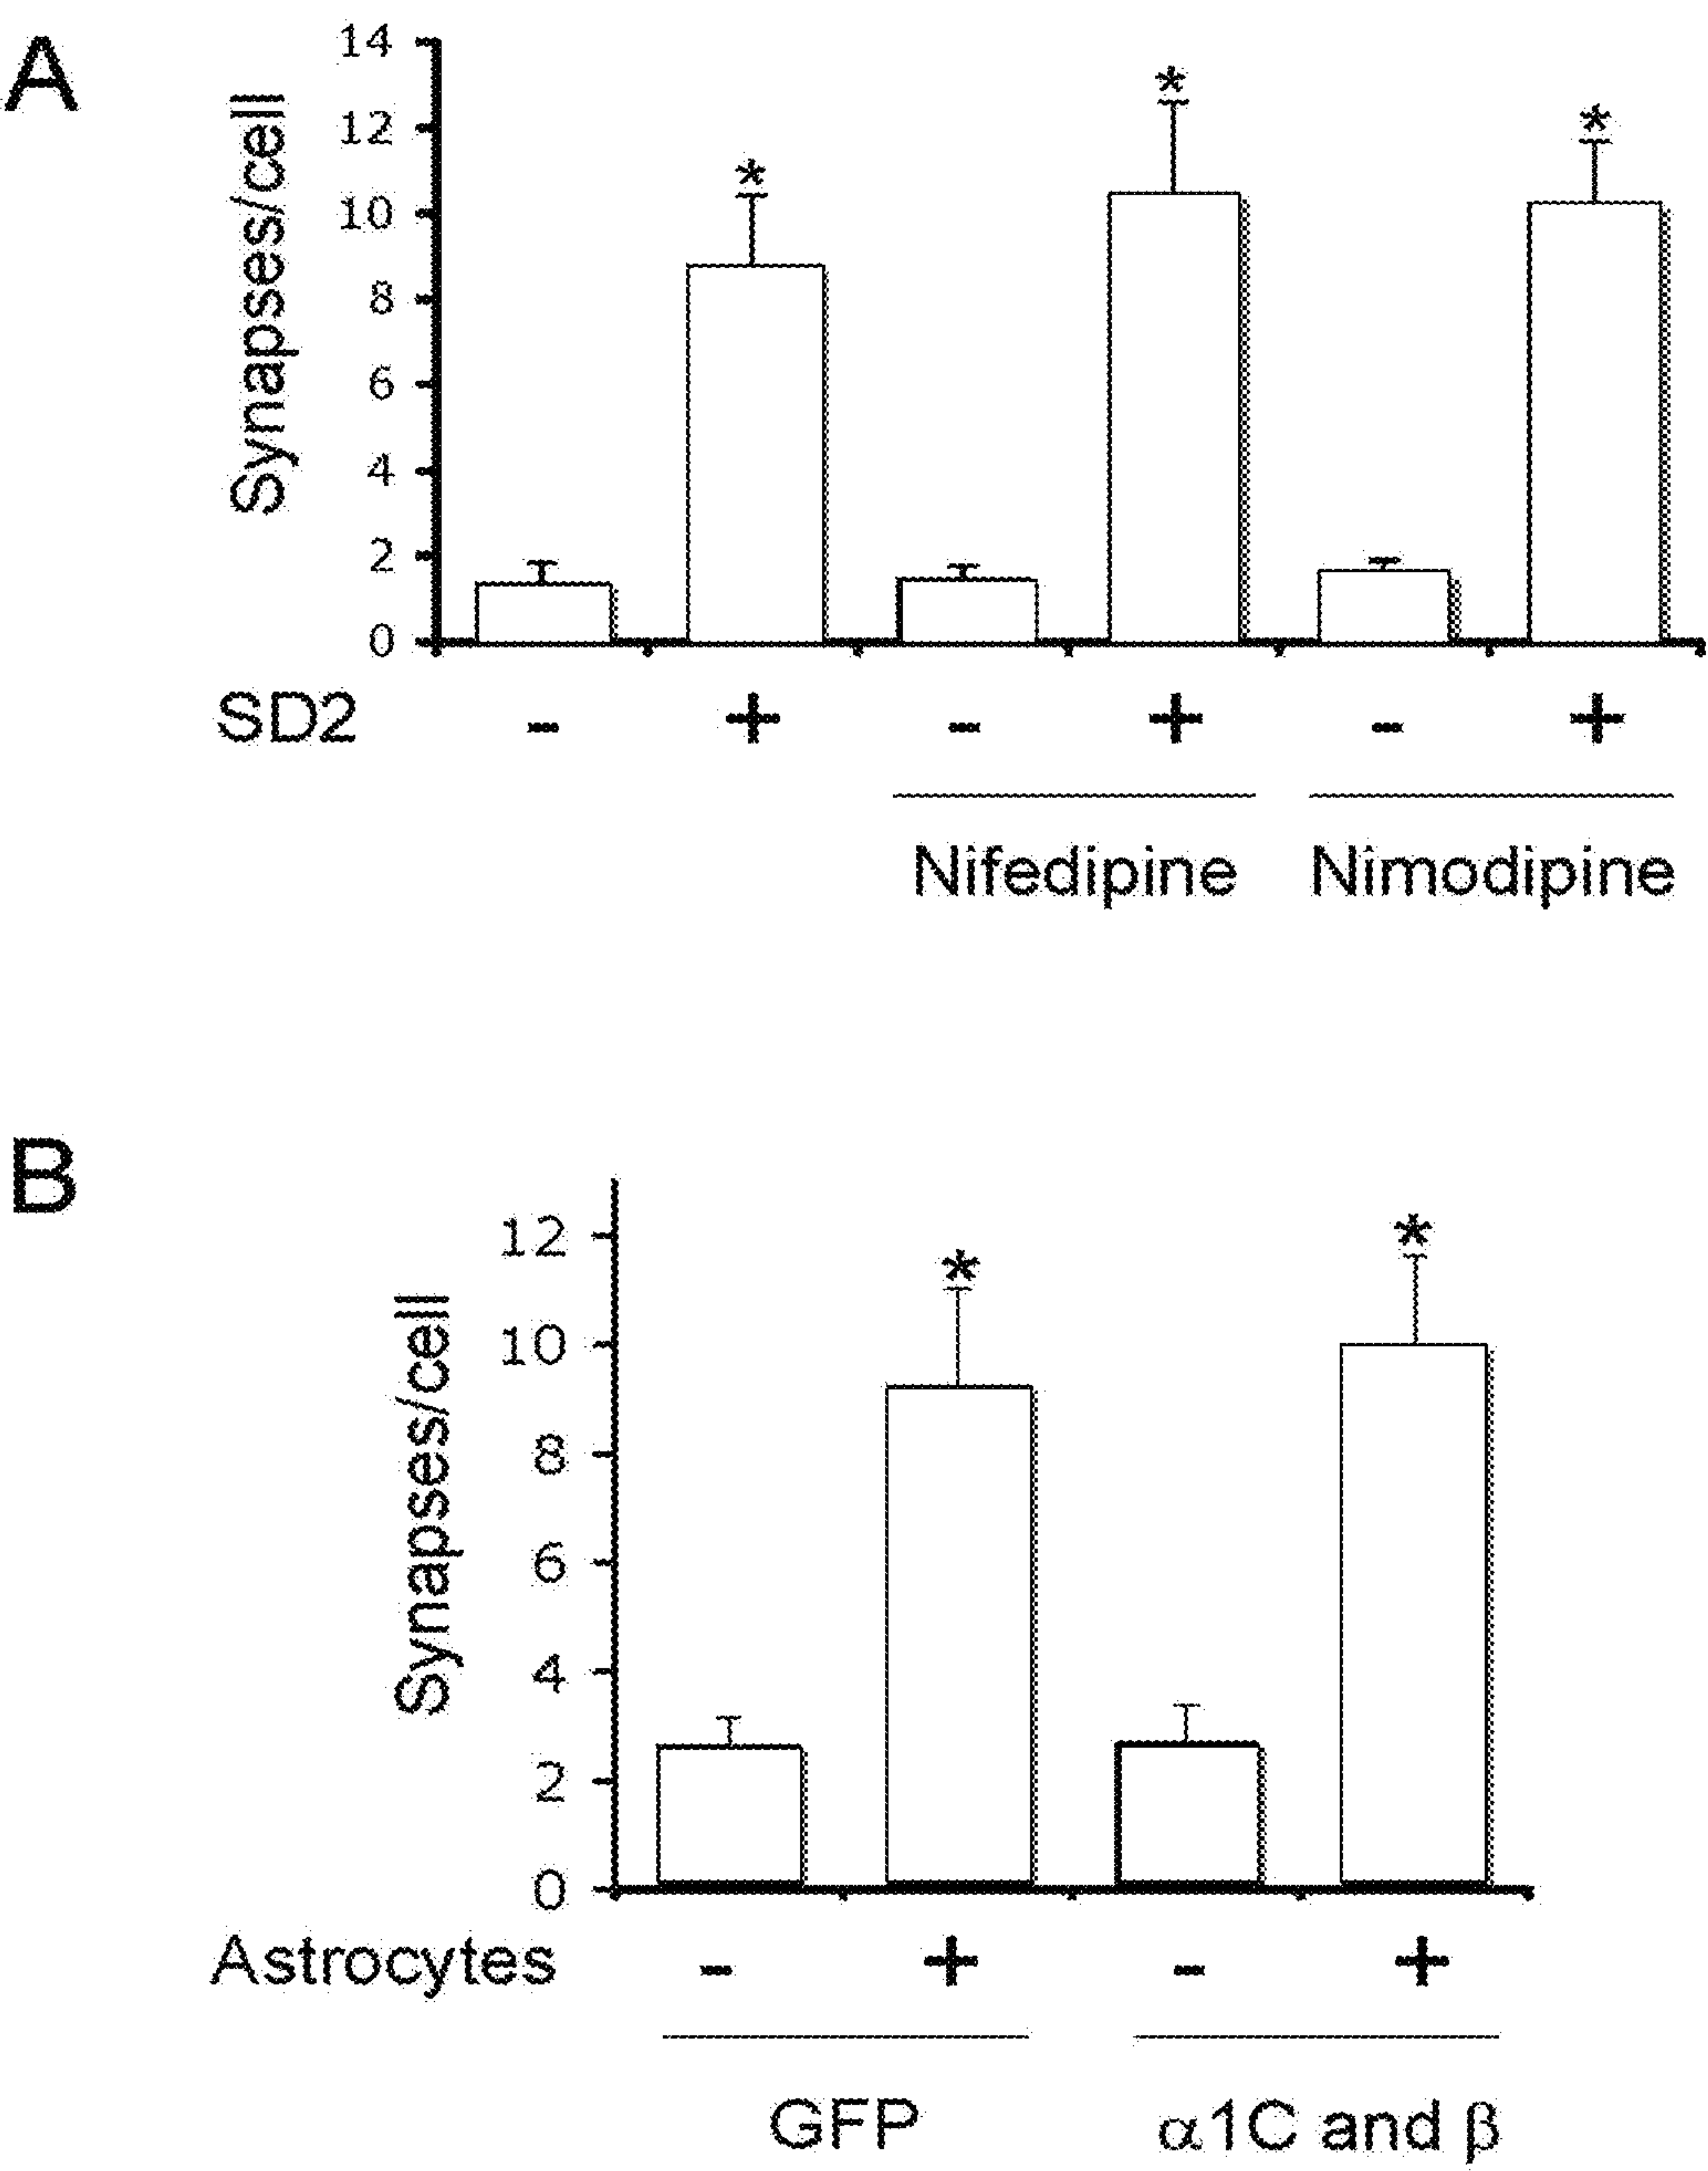 A
Synapses/cell
14
12
10
8
6
4
2
0
* * *
SD2 - + - + - +
Nifedipine Nimodipine
B
Synapses/cell
12
10
8
6
4
2
0
* *
Astrocytes - + - +
GFP α1C and β